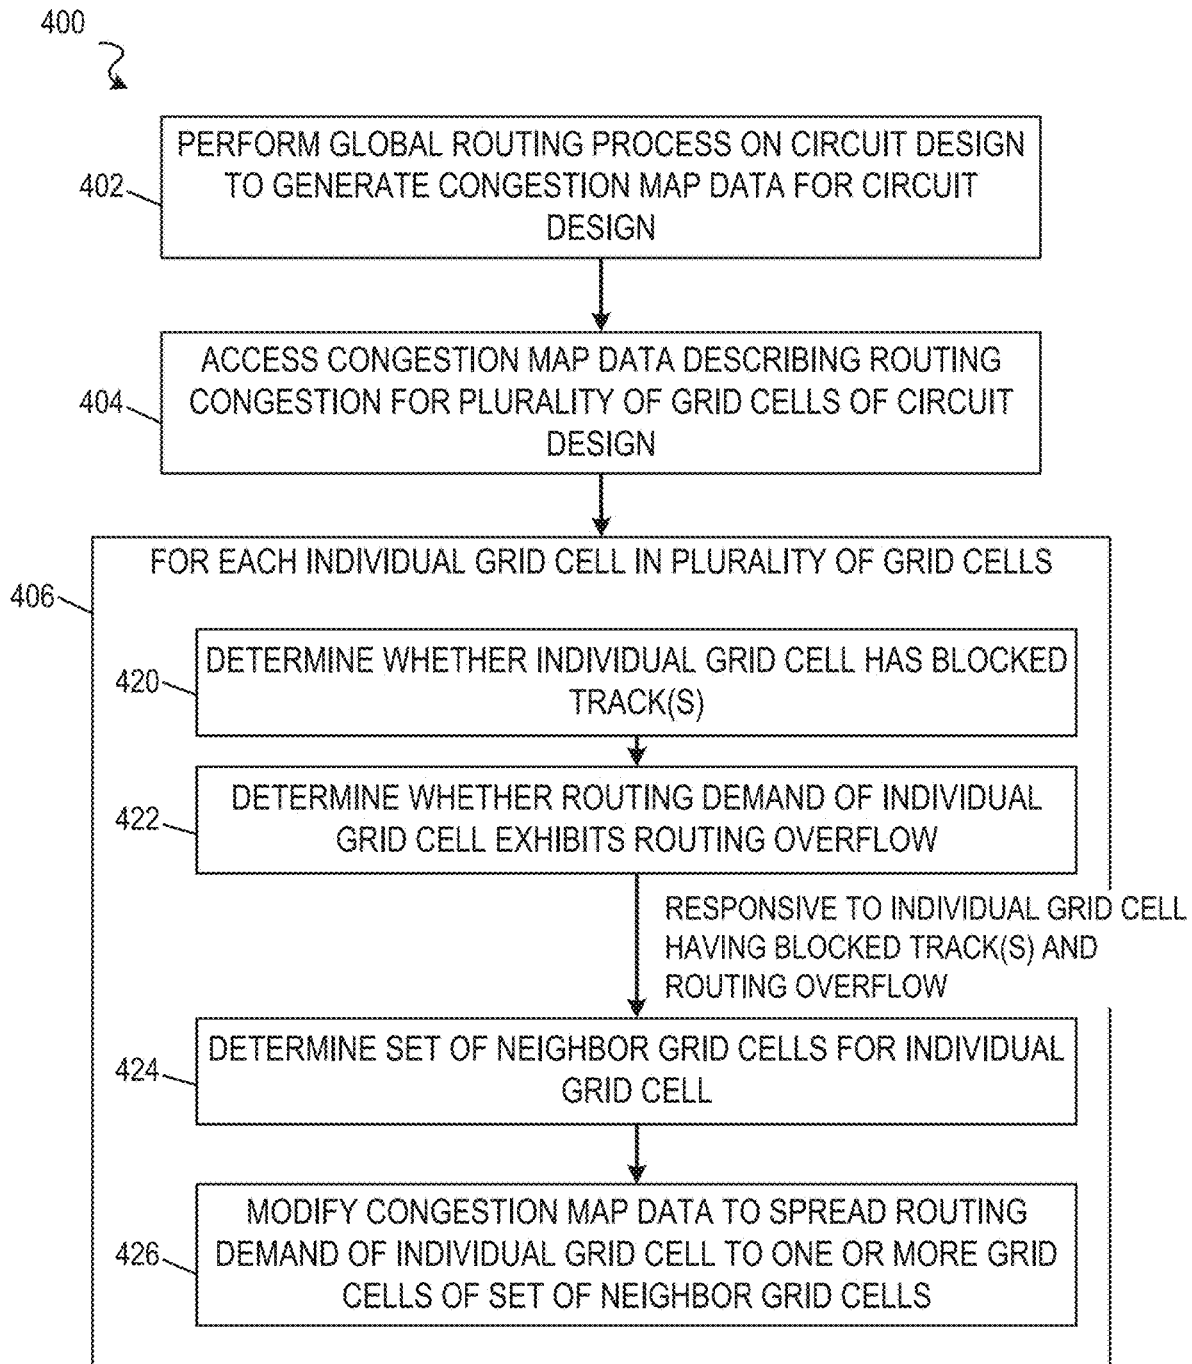 400
PERFORM GLOBAL ROUTING PROCESS ON CIRCUIT DESIGN
TO GENERATE CONGESTION MAP DATA FOR CIRCUIT
DESIGN
402
ACCESS CONGESTION MAP DATA DESCRIBING ROUTING
CONGESTION FOR PLURALITY OF GRID CELLS OF CIRCUIT
DESIGN
404
FOR EACH INDIVIDUAL GRID CELL IN PLURALITY OF GRID CELLS
406
DETERMINE WHETHER INDIVIDUAL GRID CELL HAS BLOCKED
TRACK(S)
420
DETERMINE WHETHER ROUTING DEMAND OF INDIVIDUAL
GRID CELL EXHIBITS ROUTING OVERFLOW
422
RESPONSIVE TO INDIVIDUAL GRID CELL
HAVING BLOCKED TRACK(S) AND
ROUTING OVERFLOW
DETERMINE SET OF NEIGHBOR GRID CELLS FOR INDIVIDUAL
GRID CELL
424
MODIFY CONGESTION MAP DATA TO SPREAD ROUTING
DEMAND OF INDIVIDUAL GRID CELL TO ONE OR MORE GRID
CELLS OF SET OF NEIGHBOR GRID CELLS
426